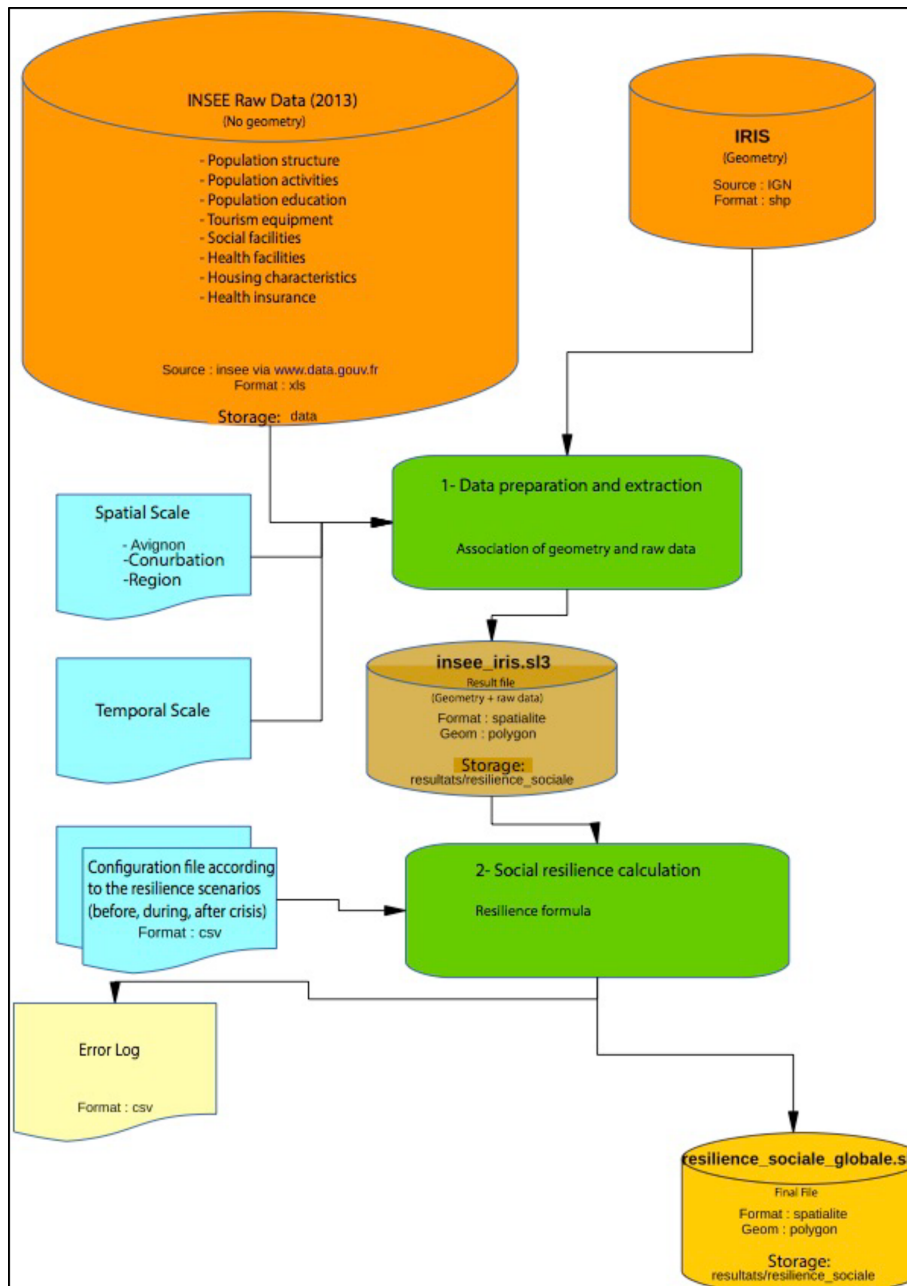 INSEE Raw Data (2013)
(No geometry)
- Population structure
- Population activities
- Population education
- Tourism equipment
- Social facilities
- Health facilities
- Housing characteristics
- Health insurance
Source : insee via www.data.gouv.fr
Format : xls
Storage: data
IRIS
(Geometry)
Source : IGN
Format : shp
1- Data preparation and extraction
Association of geometry and raw data
Spatial Scale
- Avignon
-Conurbation
-Region
Temporal Scale
insee_iris.sl3
Result file
(Geometry + raw data)
Format : spatialite
Geom : polygon
Storage:
resultats/resilience_sociale
Configuration file according
to the resilience scenarios
(before, during, after crisis)
Format : csv
2- Social resilience calculation
Resilience formula
Error Log
Format : csv
resilience_sociale_globale.s
Final File
Format : spatialite
Geom : polygon
Storage:
resultats/resilience_sociale